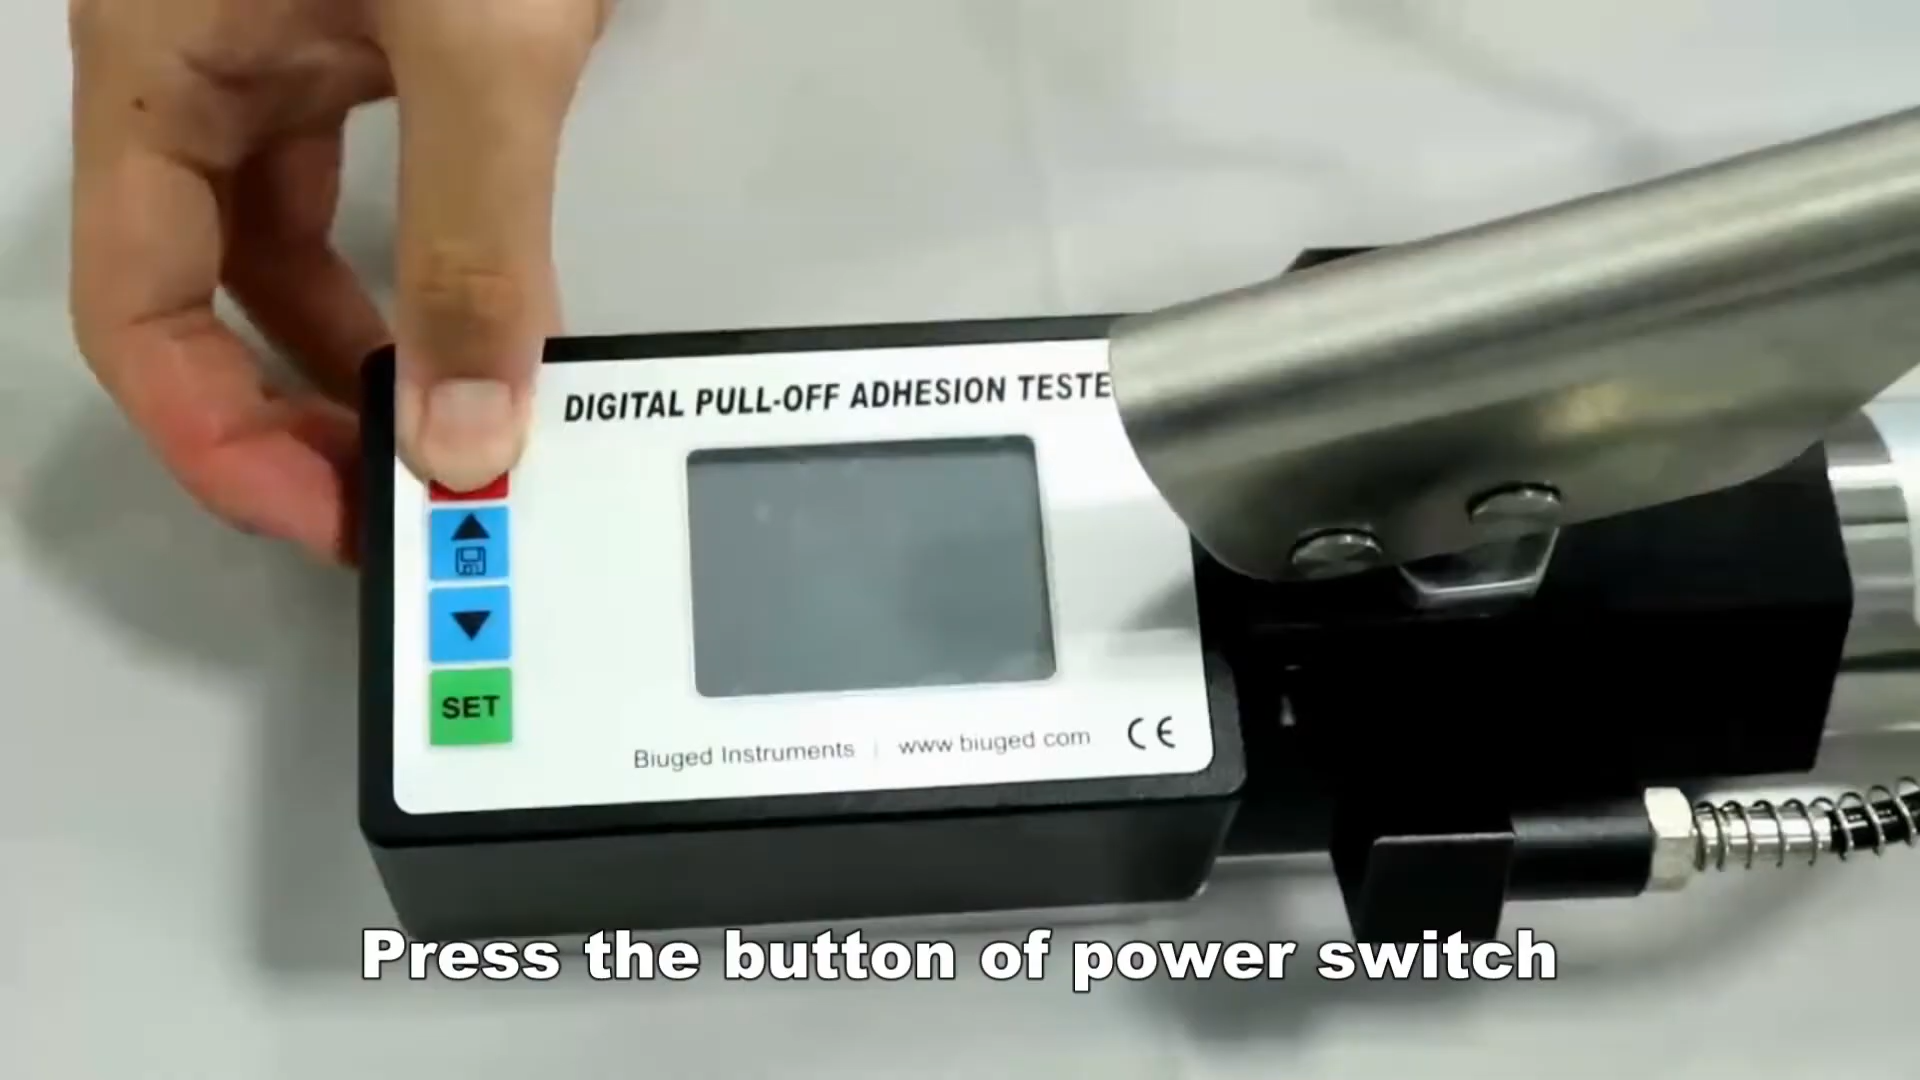 DIGITAL PULL-OFF ADHESION TESTE
SET
Biuged Instruments | www.biuged.com CE
Press the button of power switch